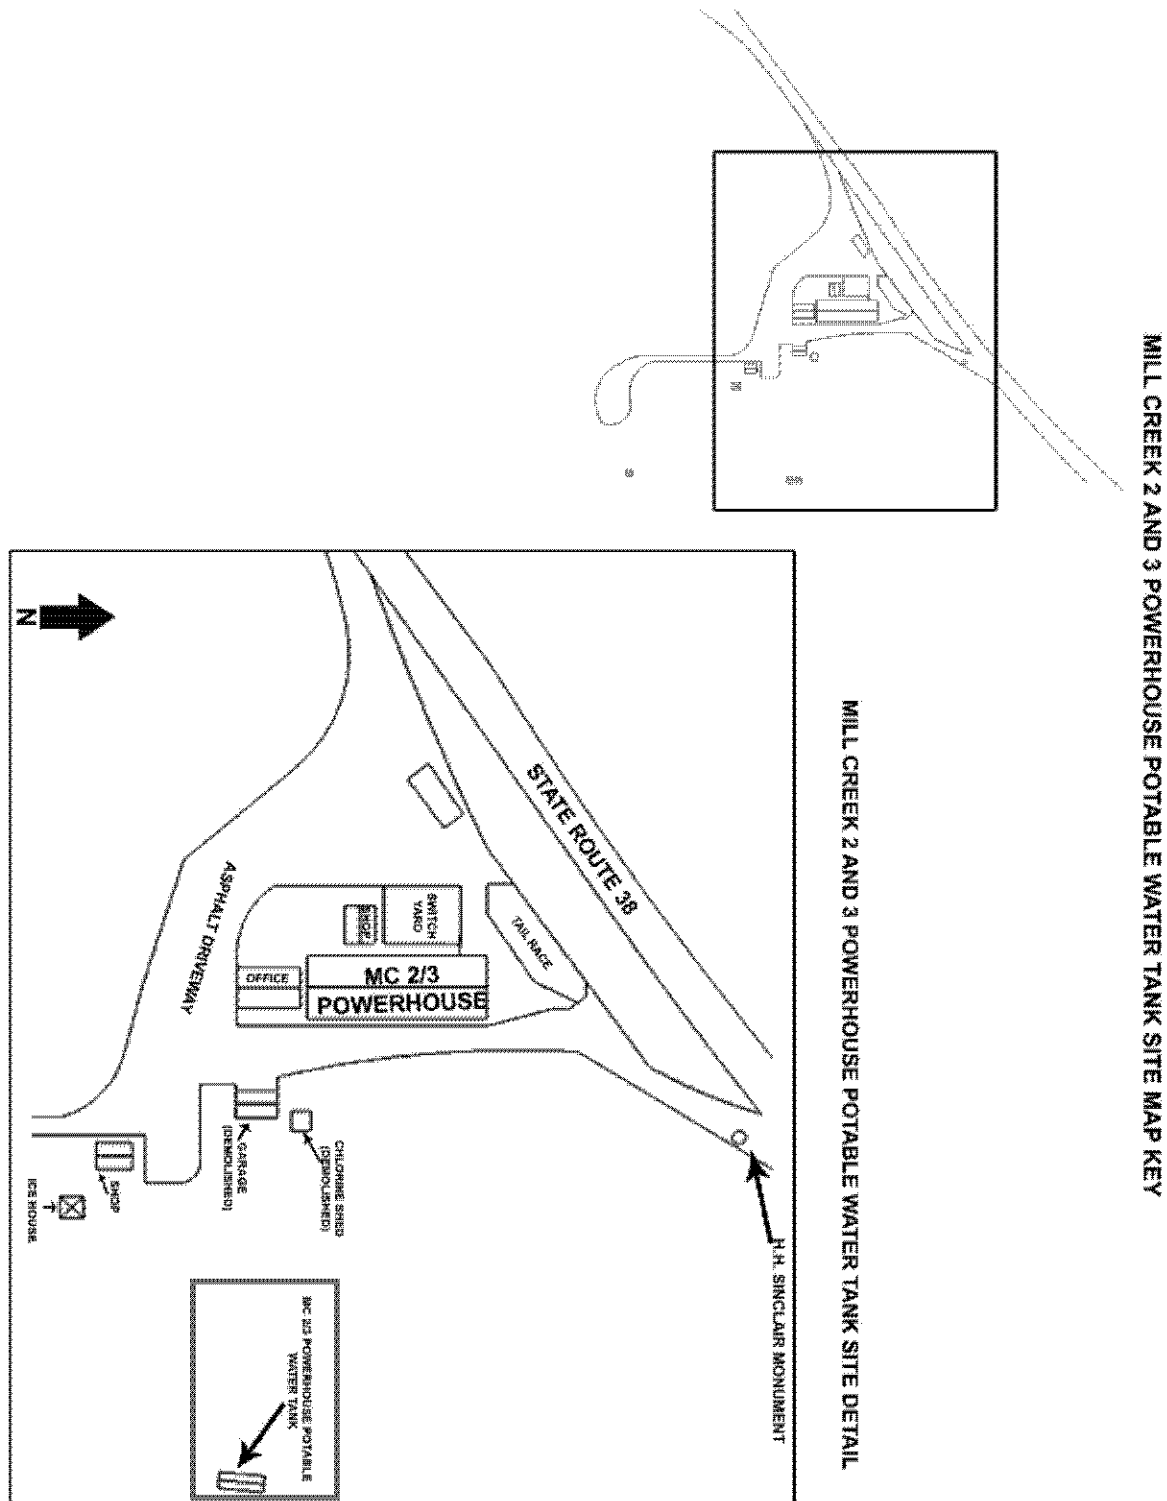 MILL CREEK 2 AND 3 POWERHOUSE POTABLE WATER TANK SITE MAP KEY
MILL CREEK 2 AND 3 POWERHOUSE POTABLE WATER TANK SITE DETAIL
STATE ROUTE 38
H.H. SINCLAIR MONUMENT
TAIL RACE
SWITCH
YARD
SHOP
MC 2/3
POWERHOUSE
OFFICE
ASPHALT DRIVEWAY
CHLORINE SHED
(DEMOLISHED)
GARAGE
(DEMOLISHED)
SHOP
ICE HOUSE
MC 2/3 POWERHOUSE POTABILE
WATER TANK
N